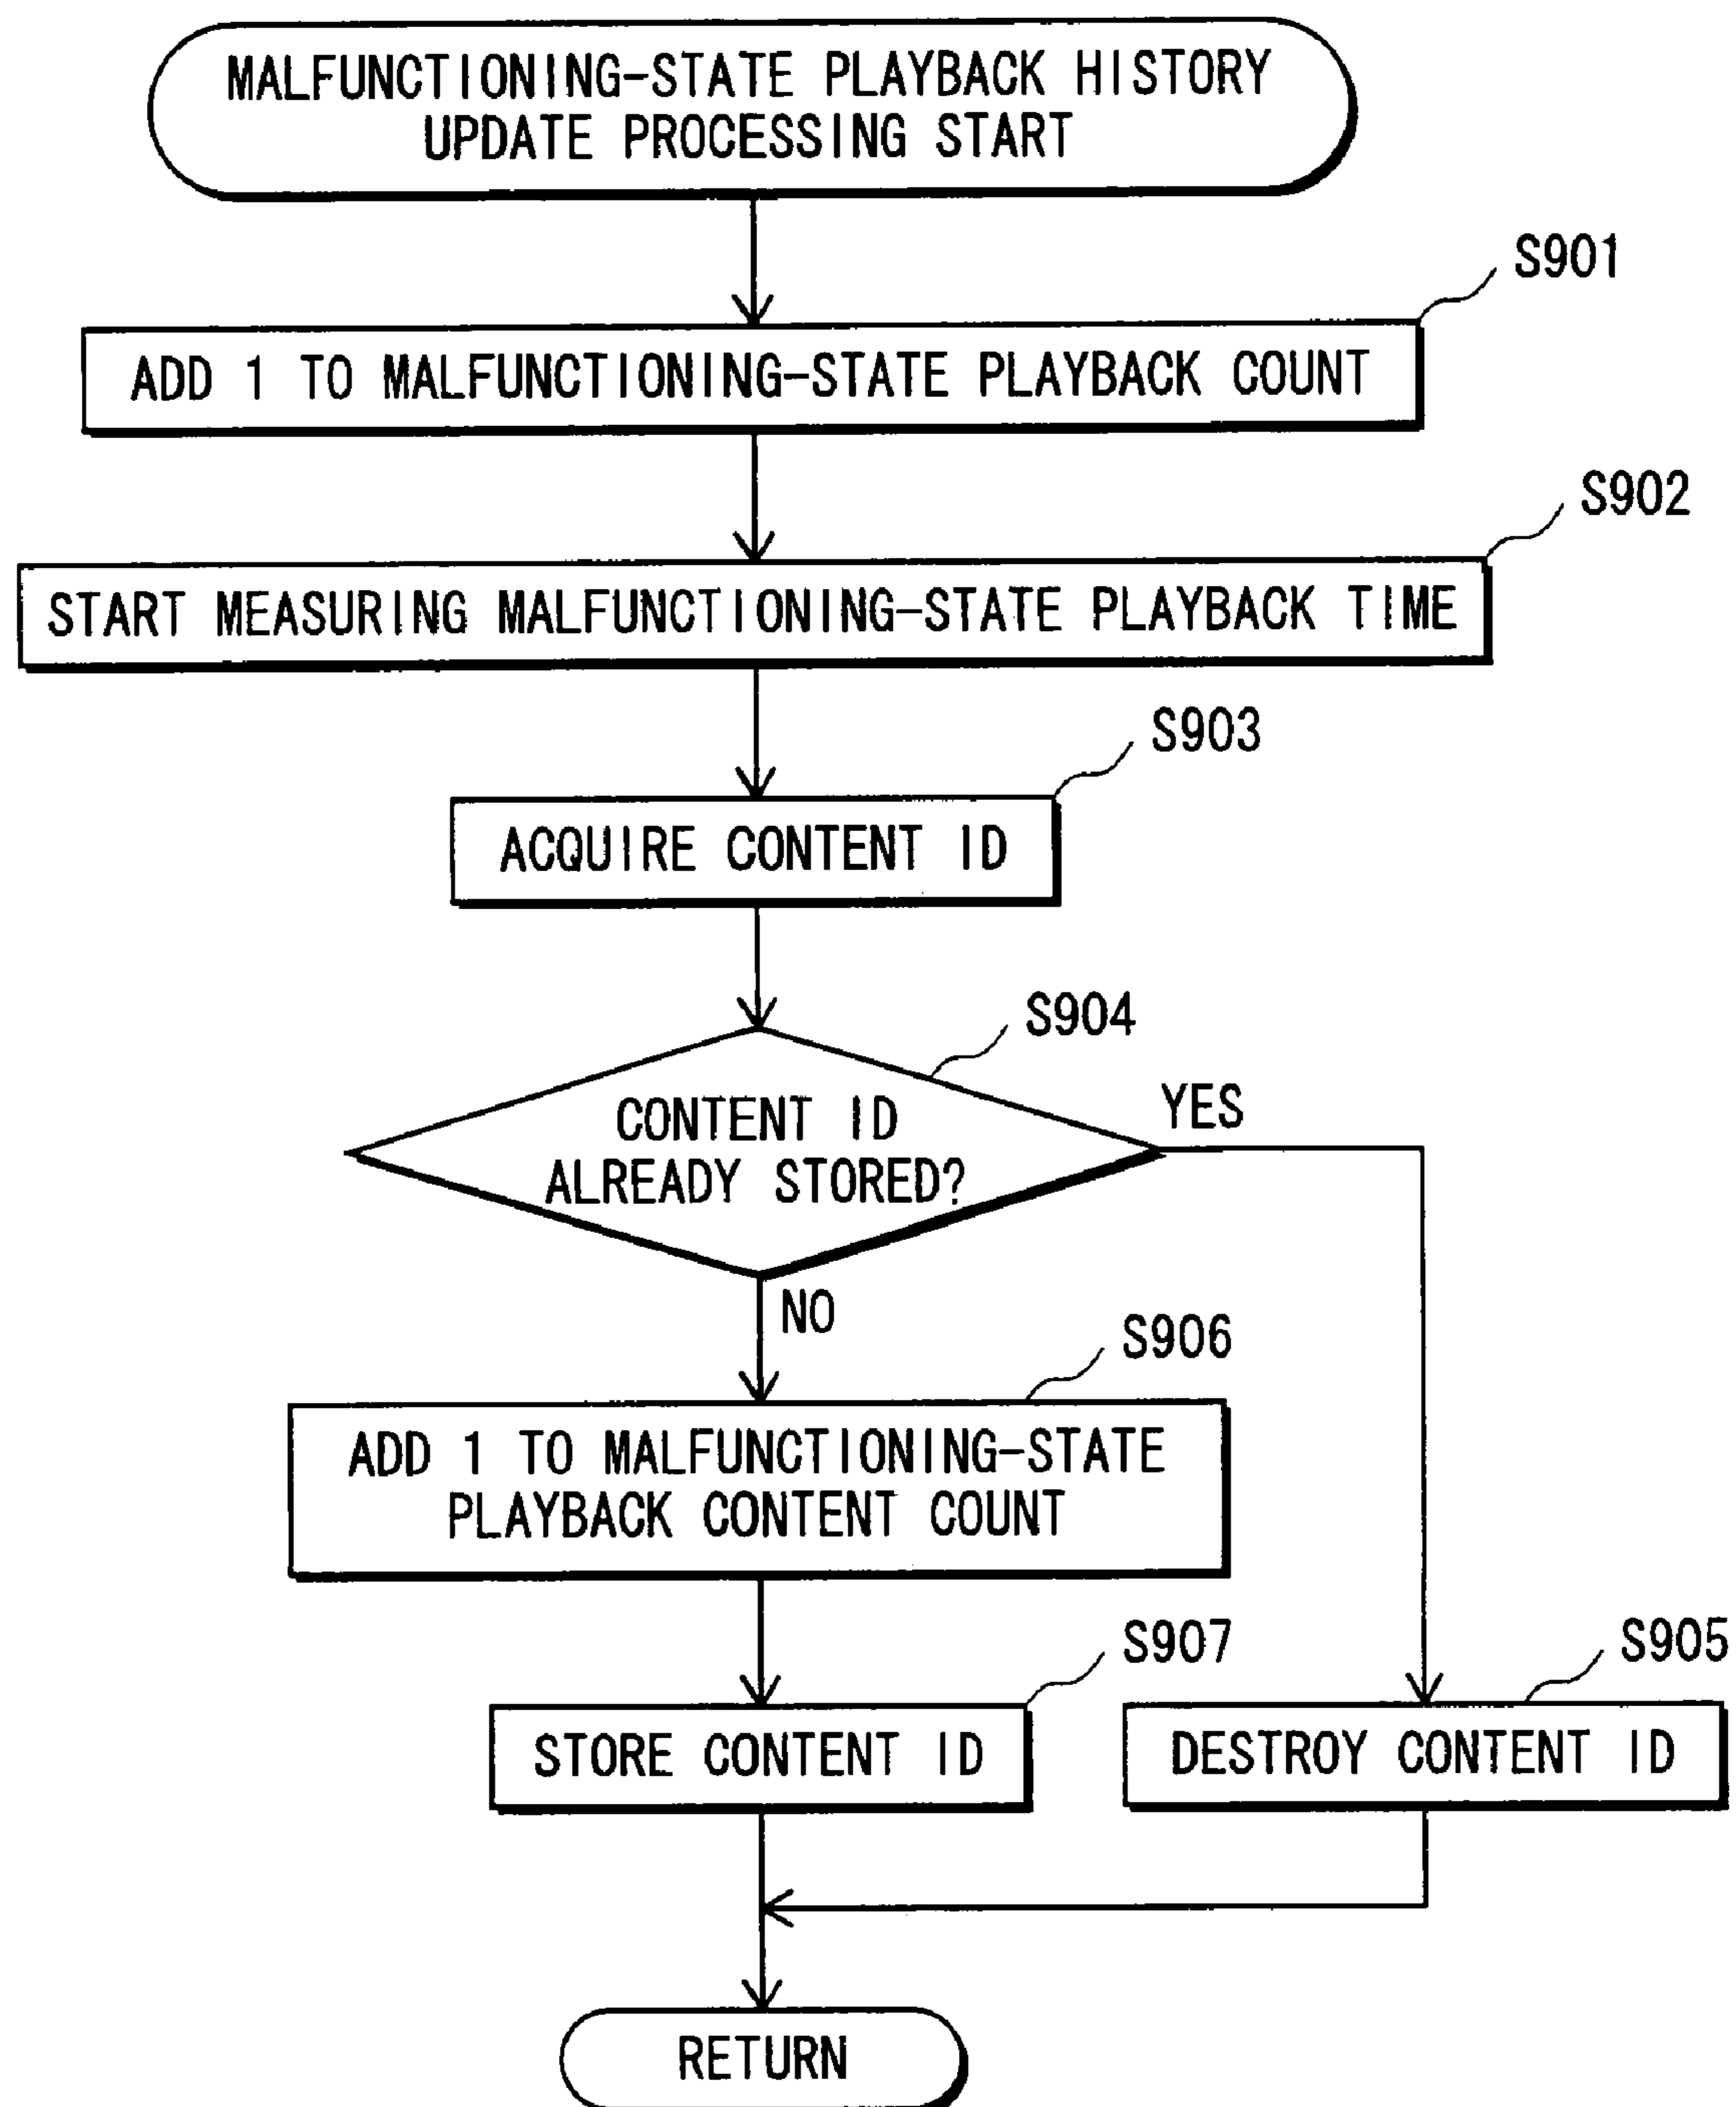 MALFUNCTIONING-STATE PLAYBACK HISTORY
UPDATE PROCESSING START
S901
ADD 1 TO MALFUNCTIONING-STATE PLAYBACK COUNT
S902
START MEASURING MALFUNCTIONING-STATE PLAYBACK TIME
S903
ACQUIRE CONTENT ID
S904
CONTENT ID
ALREADY STORED?
YES
NO
S906
ADD 1 TO MALFUNCTIONING-STATE
PLAYBACK CONTENT COUNT
S907
STORE CONTENT ID
S905
DESTROY CONTENT ID
RETURN